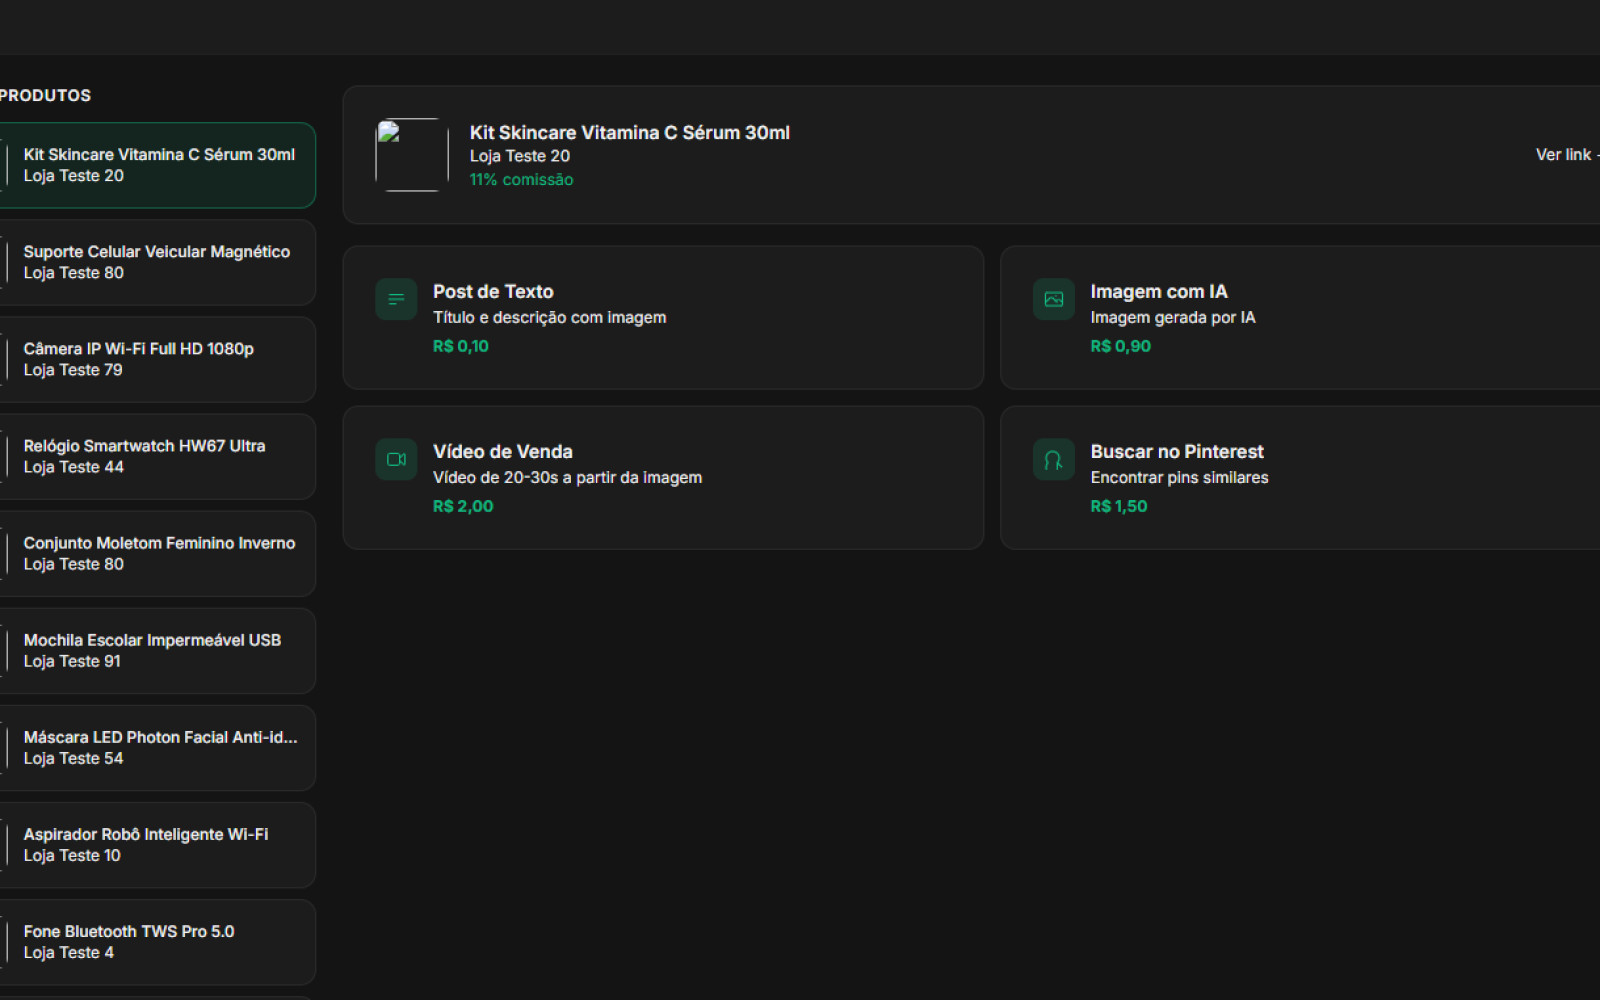 PRODUTOS
Kit Skincare Vitamina C Sérum 30ml
Loja Teste 20
Suporte Celular Veicular Magnético
Loja Teste 80
Câmera IP Wi-Fi Full HD 1080p
Loja Teste 79
Relógio Smartwatch HW67 Ultra
Loja Teste 44
Conjunto Moletom Feminino Inverno
Loja Teste 80
Mochila Escolar Impermeável USB
Loja Teste 91
Máscara LED Photon Facial Anti-id...
Loja Teste 54
Aspirador Robô Inteligente Wi-Fi
Loja Teste 10
Fone Bluetooth TWS Pro 5.0
Loja Teste 4
Kit Skincare Vitamina C Sérum 30ml
Loja Teste 20
11% comissão
Ver link
Post de Texto
Título e descrição com imagem
R$ 0,10
Imagem com IA
Imagem gerada por IA
R$ 0,90
Vídeo de Venda
Vídeo de 20-30s a partir da imagem
R$ 2,00
Buscar no Pinterest
Encontrar pins similares
R$ 1,50